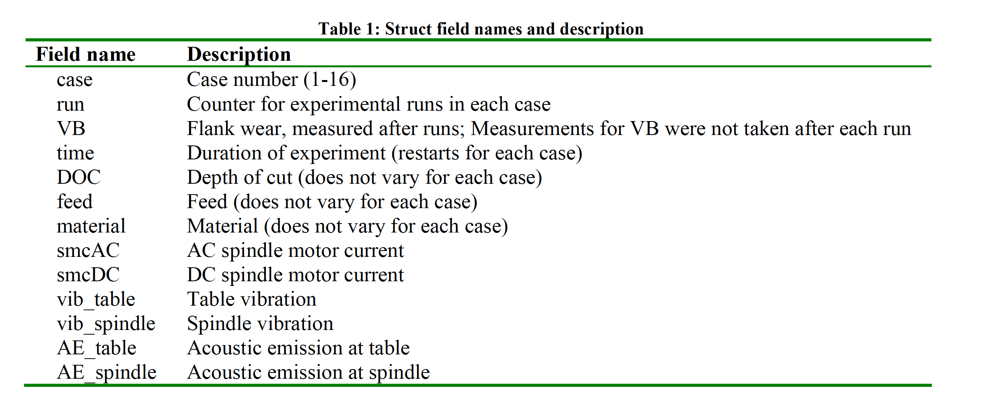 Table 1: Struct field names and description
Field name Description
case Case number (1-16)
run Counter for experimental runs in each case
VB Flank wear, measured after runs; Measurements for VB were not taken after each run
time Duration of experiment (restarts for each case)
DOC Depth of cut (does not vary for each case)
feed Feed (does not vary for each case)
material Material (does not vary for each case)
smcAC AC spindle motor current
smcDC DC spindle motor current
vib_table Table vibration
vib_spindle Spindle vibration
AE_table Acoustic emission at table
AE_spindle Acoustic emission at spindle